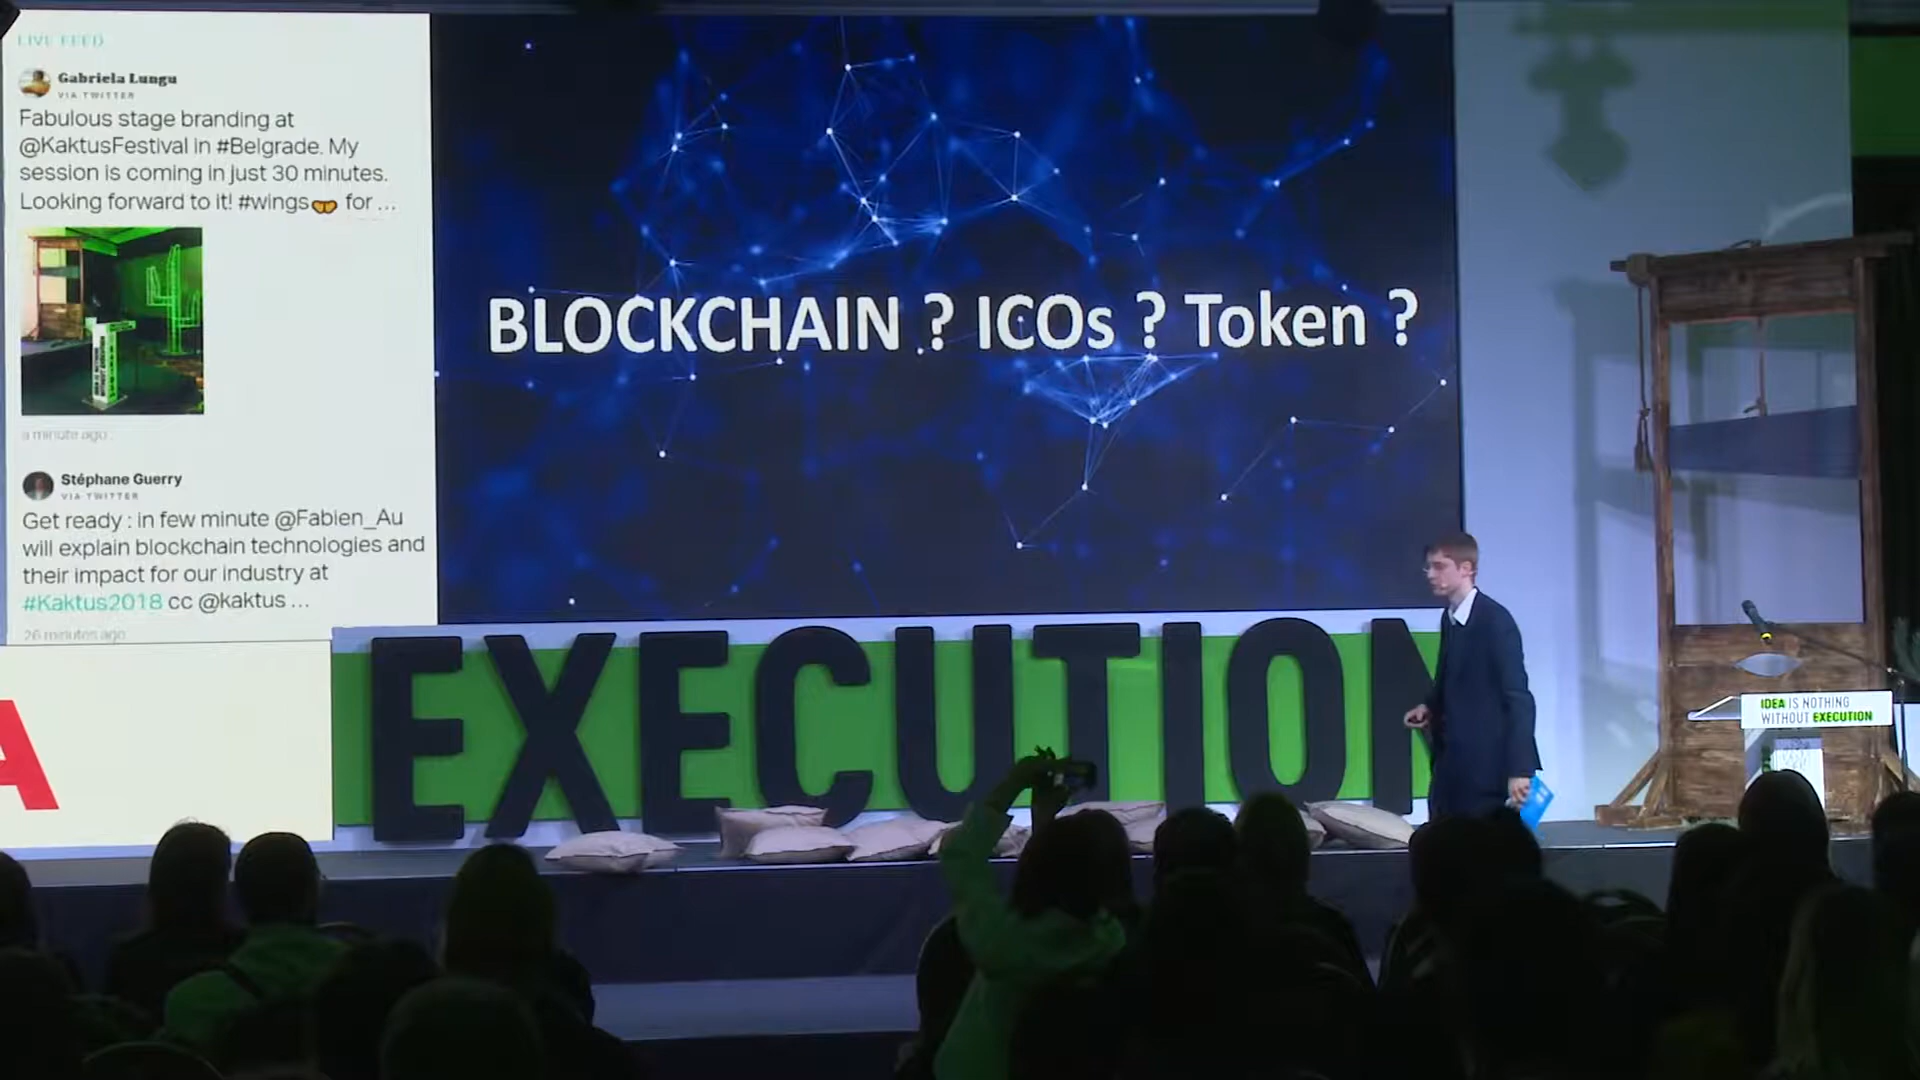 LIVE FEED
Gabriela Lungu
VIA TWITTER
Fabulous stage branding at
@KaktusFestival in #Belgrade. My
session is coming in just 30 minutes.
Looking forward to it! #wings for ...
a minute ago
Stéphane Guerry
VIA TWITTER
Get ready : in few minute @Fabien_Au
will explain blockchain technologies and
their impact for our industry at
#Kaktus2018 cc @kaktus ...
26 minutes ago
BLOCKCHAIN ? ICOs ? Token ?
A
EXECUTION
IDEA IS NOTHING
WITHOUT EXECUTION